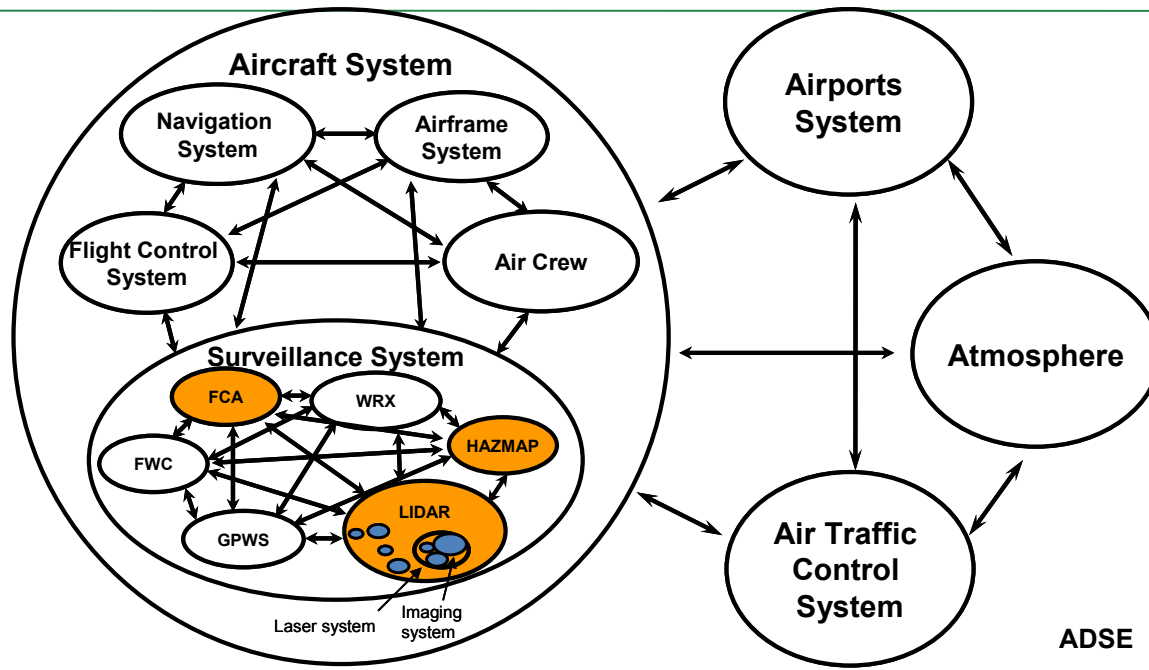 Aircraft System
Navigation
System
Airframe
System
Flight Control
System
Air Crew
Surveillance System
FCA
WRX
HAZMAP
FWC
LIDAR
GPWS
Laser system
Imaging
system
Airports
System
Atmosphere
Air Traffic
Control
System
ADSE